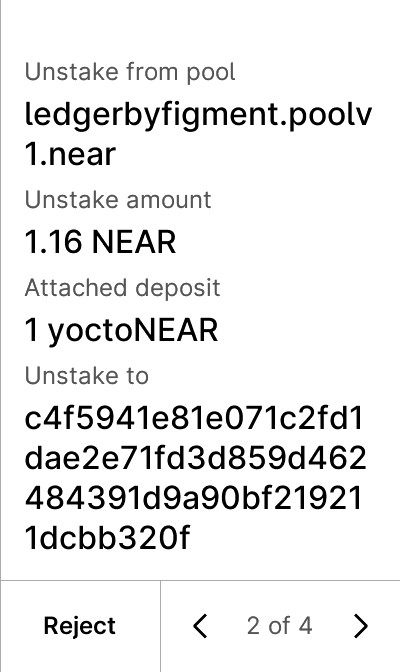 Unstake from pool
ledgerbyfigment.poolv
1.near
Unstake amount
1.16 NEAR
Attached deposit
1 yoctoNEAR
Unstake to
c4f5941e81e071c2fd1
dae2e71fd3d859d462
484391d9a90bf21921
1dcbb320f
Reject
2 of 4